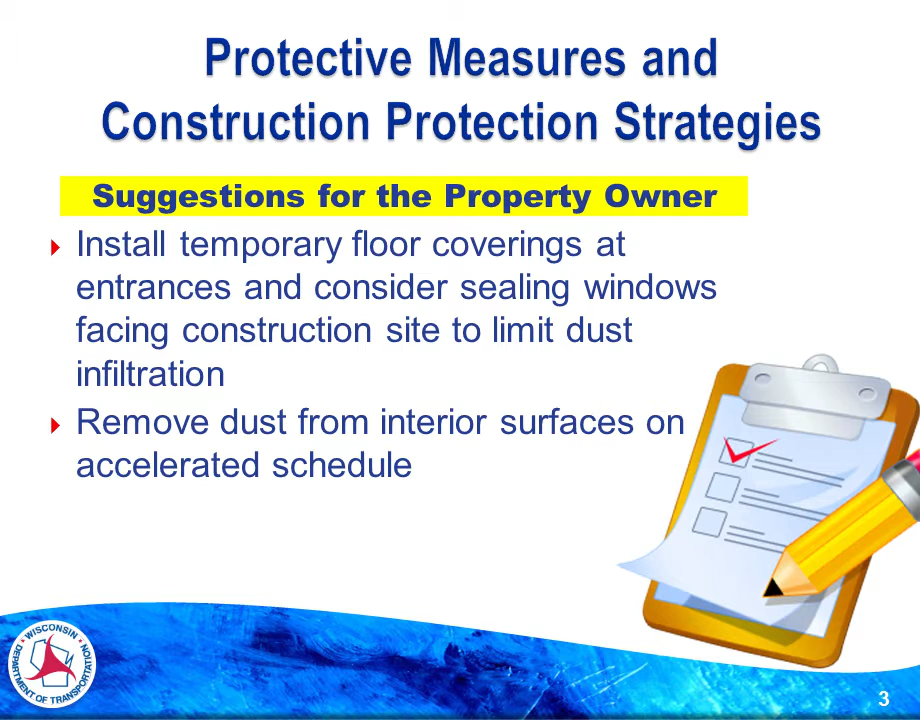 Protective Measures and
Construction Protection Strategies
Suggestions for the Property Owner
Install temporary floor coverings at
entrances and consider sealing windows
facing construction site to limit dust
infiltration
Remove dust from interior surfaces on
accelerated schedule
WISCONSIN
DEPARTMENT OF TRANSPORTATION
3